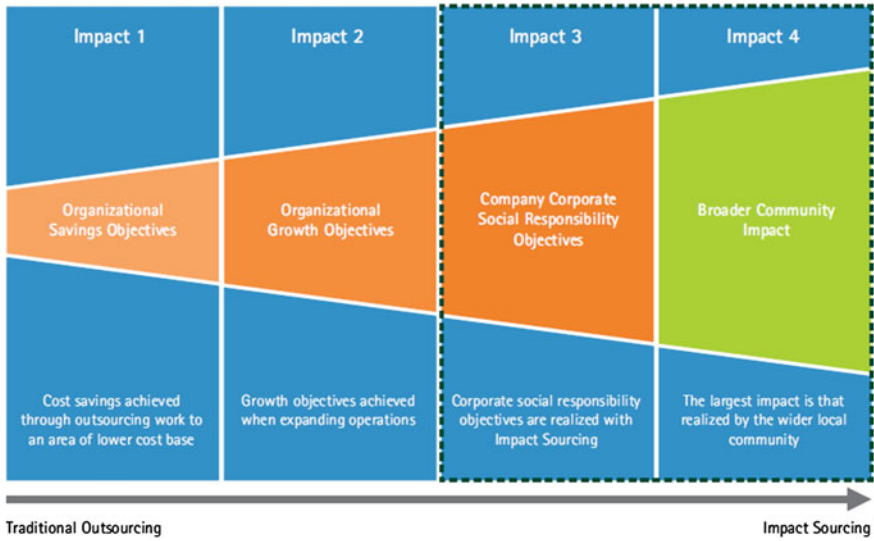 Impact 1
Impact 2
Impact 3
Impact 4
Organizational
Savings Objectives
Organizational
Growth Objectives
Company Corporate
Social Responsibility
Objectives
Broader Community
Impact
Cost savings achieved
through outsourcing work to
an area of lower cost base
Growth objectives achieved
when expanding operations
Corporate social responsibility
objectives are realized with
Impact Sourcing
The largest impact is that
realized by the wider local
community
Traditional Outsourcing
Impact Sourcing